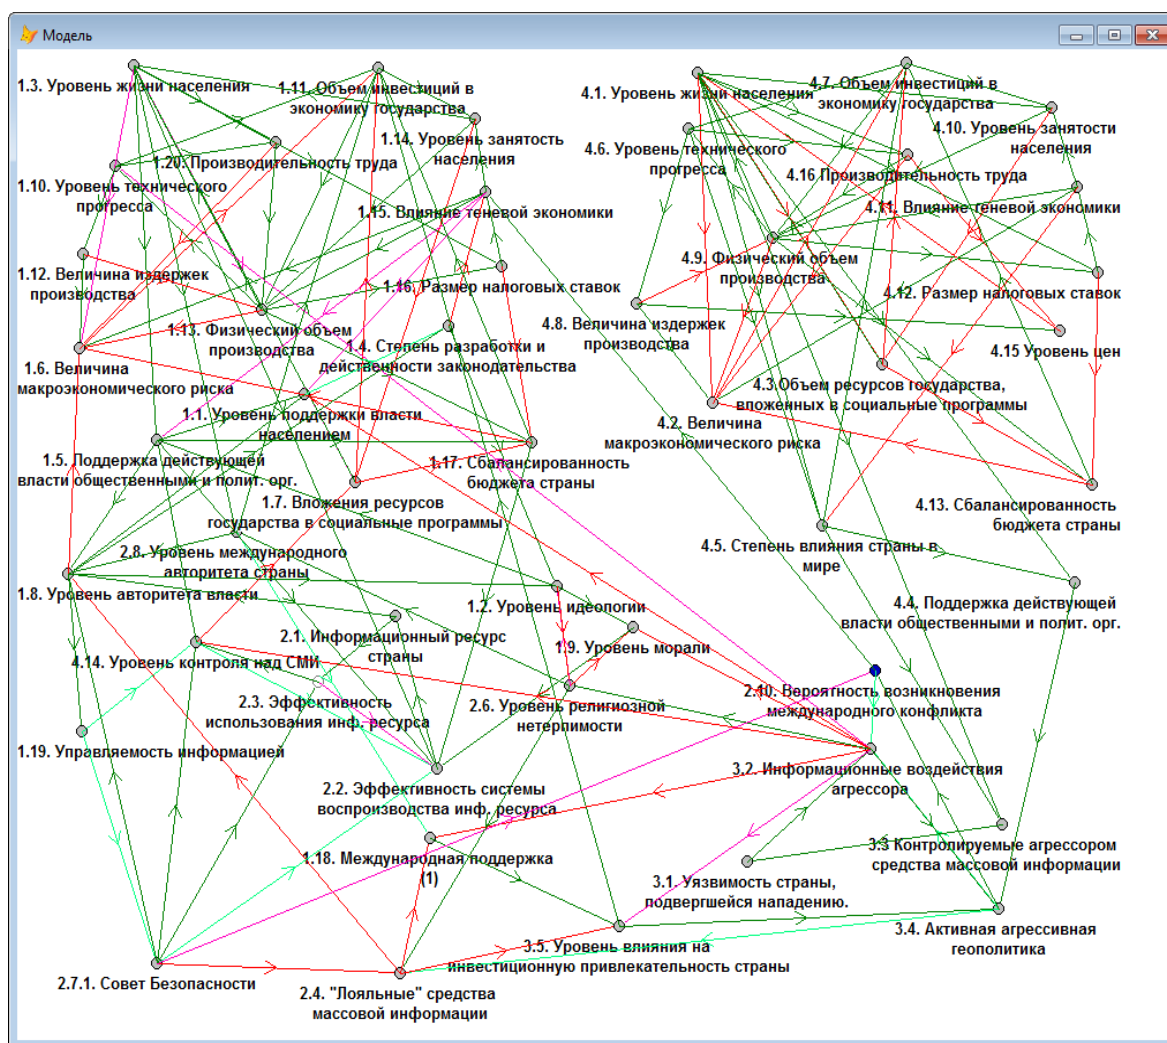 Модель
1.3. Уровень жизни населения
1.11. Объем инвестиций в
экономику государства
1.14. Уровень занятость
населения
1.20. Производительность труда
1.10. Уровень технического
прогресса
1.15. Влияние теневой экономики
1.12. Величина издержек
производства
1.16. Размер налоговых ставок
1.13. Физический объем
производства
1.4. Степень разработки и
действенности законодательства
1.6. Величина
макроэкономического риска
1.1. Уровень поддержки власти
населением
1.5. Поддержка действующей
власти общественными и полит. орг.
1.17. Сбалансированность
бюджета страны
1.7. Вложения ресурсов
государства в социальные программы
2.8. Уровень международного
авторитета страны
1.8. Уровень авторитета власти
1.2. Уровень идеологии
2.1. Информационный ресурс
страны
1.9. Уровень морали
4.14. Уровень контроля над СМИ
2.3. Эффективность
использования инф. ресурса
2.6. Уровень религиозной
нетерпимости
1.19. Управляемость информацией
2.2. Эффективность системы
воспроизводства инф. ресурса
1.18. Международная поддержка
(1)
2.7.1. Совет Безопасности
2.4. "Лояльные" средства
массовой информации
3.5. Уровень влияния на
инвестиционную привлекательность страны
4.1. Уровень жизни населения
4.7. Объем инвестиций в
экономику государства
4.10. Уровень занятости
населения
4.6. Уровень технического
прогресса
4.16 Производительность труда
4.11. Влияние теневой экономики
4.9. Физический объем
производства.
4.12. Размер налоговых ставок
4.8. Величина издержек
производства
4.15 Уровень цен
4.3.Объем ресурсов государства,
вложенных в социальные программы
4.2. Величина
макроэкономического риска
4.13. Сбалансированность
бюджета страны
4.5. Степень влияния страны в
мире
4.4. Поддержка действующей
власти общественными и полит. орг.
2.10. Вероятность возникновения
международного конфликта
3.2. Информационные воздействия
агрессора
3.3 Контролируемые агрессором
средства массовой информации
3.1. Уязвимость страны,
подвергшейся нападению.
3.4. Активная агрессивная
геополитика